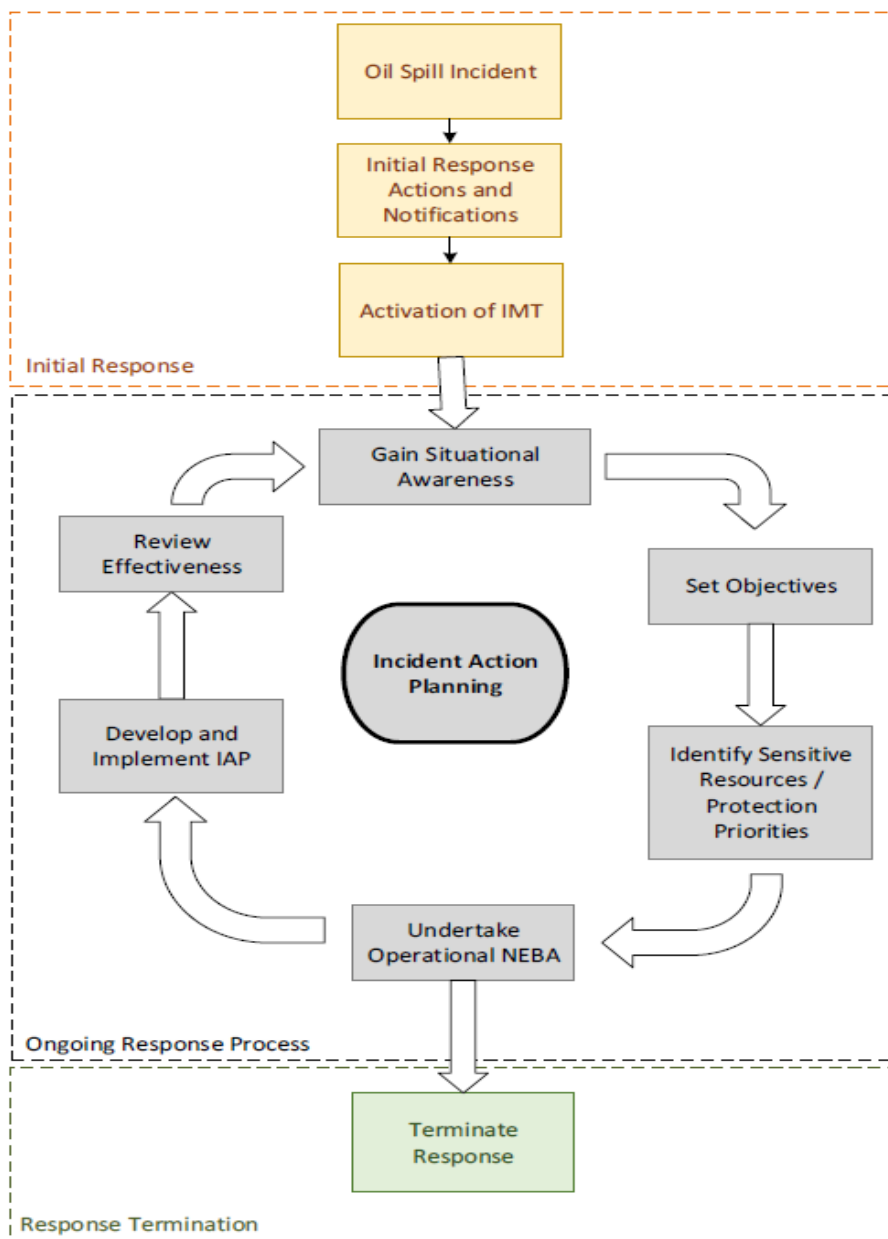 Oil Spill Incident
Initial Response
Actions and
Notifications
Activation of IMT
Initial Response
Gain Situational
Awareness
Review
Effectiveness
Set Objectives
Incident Action
Planning
Develop and
Implement IAP
Identify Sensitive
Resources /
Protection
Priorities
Undertake
Operational NEBA
Ongoing Response Process
Terminate
Response
Response Termination